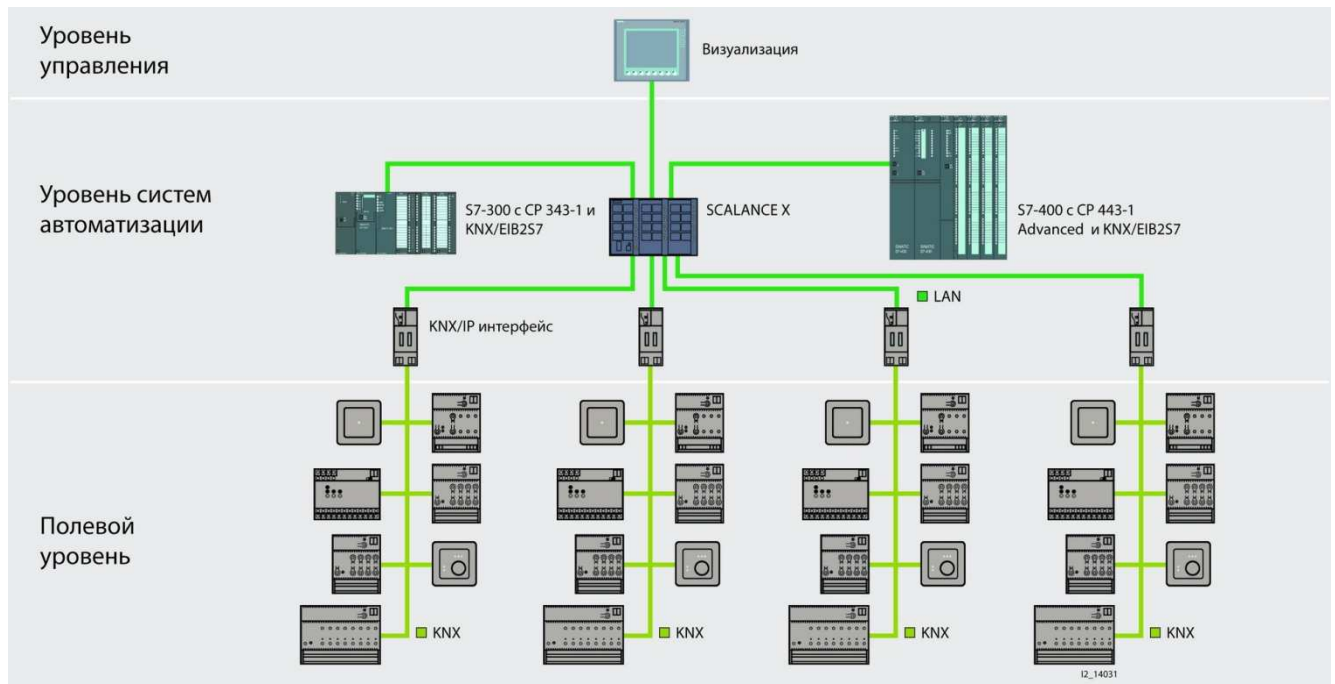 Уровень
управления
Визуализация
Уровень систем
автоматизации
S7-300 с CP 343-1 и
KNX/EIB2S7
SCALANCE X
S7-400 с CP 443-1
Advanced и KNX/EIB2S7
LAN
KNX/IP интерфейс
Полевой
уровень
KNX
KNX
KNX
KNX
I2_14031